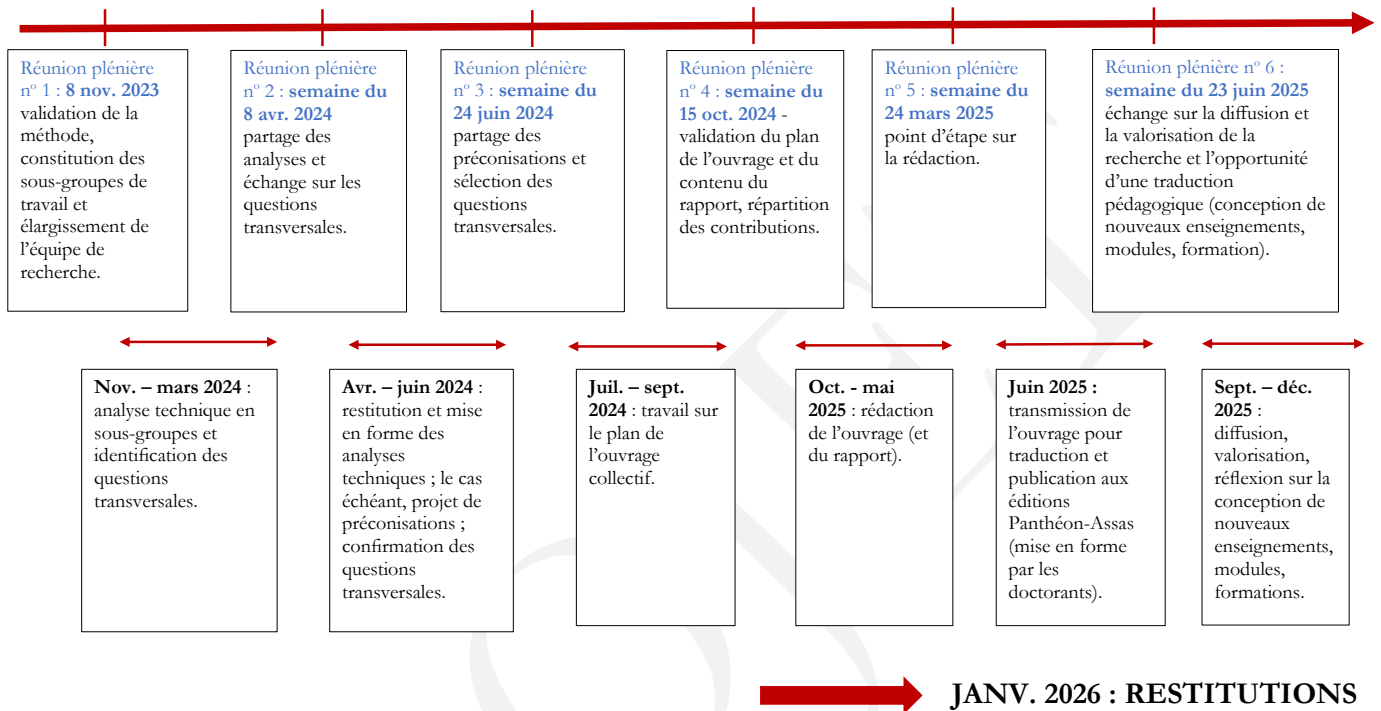 Réunion plénière
nº 1 : 8 nov. 2023
validation de la
méthode,
constitution des
sous-groupes de
travail et
élargissement de
l’équipe de
recherche.
Réunion plénière
nº 2 : semaine du
8 avr. 2024
partage des
analyses et
échange sur les
questions
transversales.
Réunion plénière
nº 3 : semaine du
24 juin 2024
partage des
préconisations et
sélection des
questions
transversales.
Réunion plénière
nº 4 : semaine du
15 oct. 2024 -
validation du plan
de l’ouvrage et du
contenu du
rapport, répartition
des contributions.
Réunion plénière
nº 5 : semaine du
24 mars 2025
point d’étape sur
la rédaction.
Réunion plénière nº 6 :
semaine du 23 juin 2025
échange sur la diffusion et
la valorisation de la
recherche et l’opportunité
d’une traduction
pédagogique (conception de
nouveaux enseignements,
modules, formation).
Nov. – mars 2024 :
analyse technique en
sous-groupes et
identification des
questions
transversales.
Avr. – juin 2024 :
restitution et mise
en forme des
analyses
techniques ; le cas
échéant, projet de
préconisations ;
confirmation des
questions
transversales.
Juil. – sept.
2024 : travail sur
le plan de
l’ouvrage
collectif.
Oct. - mai
2025 : rédaction
de l’ouvrage (et
du rapport).
Juin 2025 :
transmission de
l’ouvrage pour
traduction et
publication aux
éditions
Panthéon-Assas
(mise en forme
par les
doctorants).
Sept. – déc.
2025 :
diffusion,
valorisation,
réflexion sur la
conception de
nouveaux
enseignements,
modules,
formations.
JANV. 2026 : RESTITUTIONS